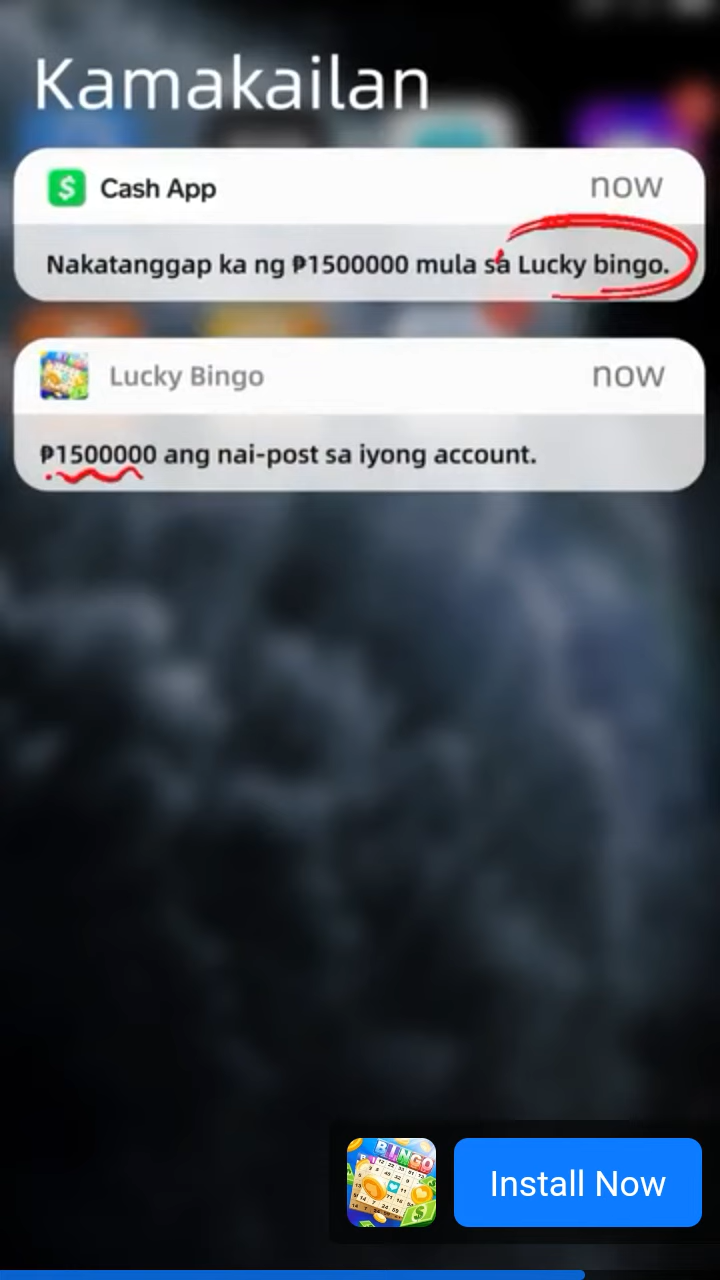 Kamakailan
Cash App
now
Nakatanggap ka ng ₱1500000 mula sa Lucky bingo.
Lucky Bingo
now
₱1500000 ang nai-post sa iyong account.
BINGO
Install Now